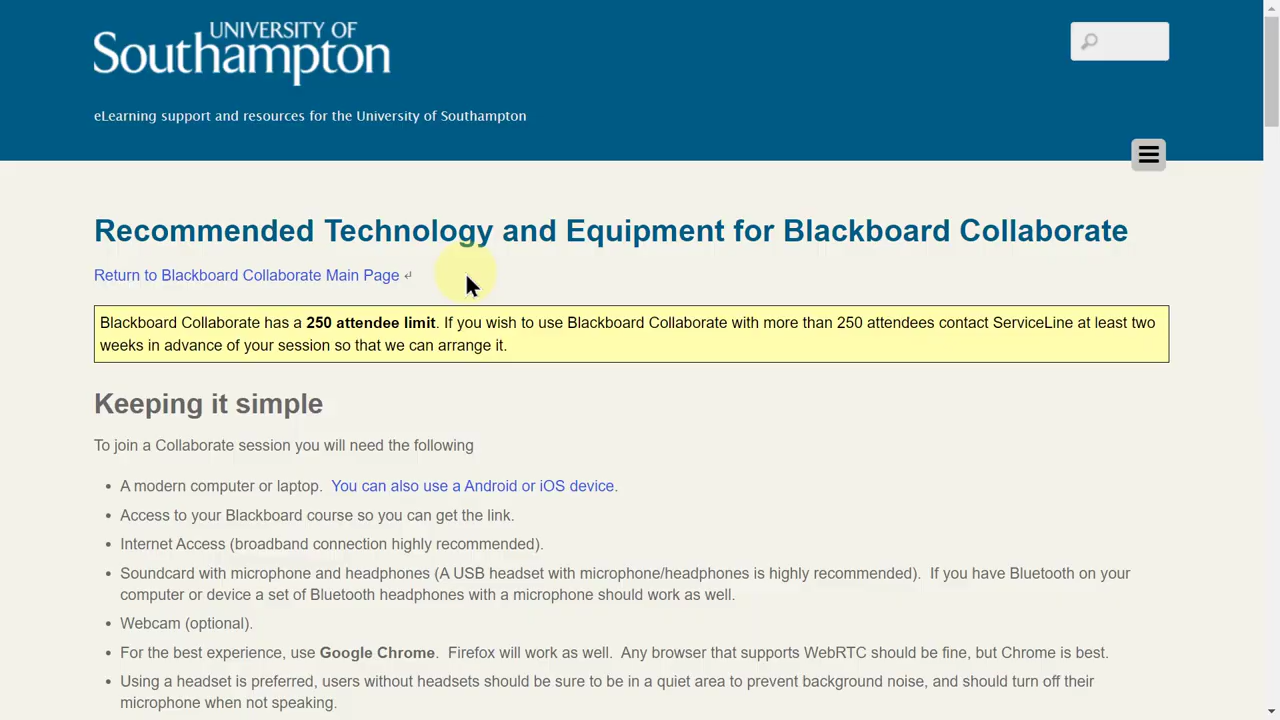 UNIVERSITY OF
Southampton
eLearning support and resources for the University of Southampton
Recommended Technology and Equipment for Blackboard Collaborate
Return to Blackboard Collaborate Main Page ↵
Blackboard Collaborate has a 250 attendee limit. If you wish to use Blackboard Collaborate with more than 250 attendees contact ServiceLine at least two
weeks in advance of your session so that we can arrange it.
Keeping it simple
To join a Collaborate session you will need the following
• A modern computer or laptop.  You can also use a Android or iOS device.
• Access to your Blackboard course so you can get the link.
• Internet Access (broadband connection highly recommended).
• Soundcard with microphone and headphones (A USB headset with microphone/headphones is highly recommended).  If you have Bluetooth on your
computer or device a set of Bluetooth headphones with a microphone should work as well.
• Webcam (optional).
• For the best experience, use Google Chrome.  Firefox will work as well.  Any browser that supports WebRTC should be fine, but Chrome is best.
• Using a headset is preferred, users without headsets should be sure to be in a quiet area to prevent background noise, and should turn off their
microphone when not speaking.